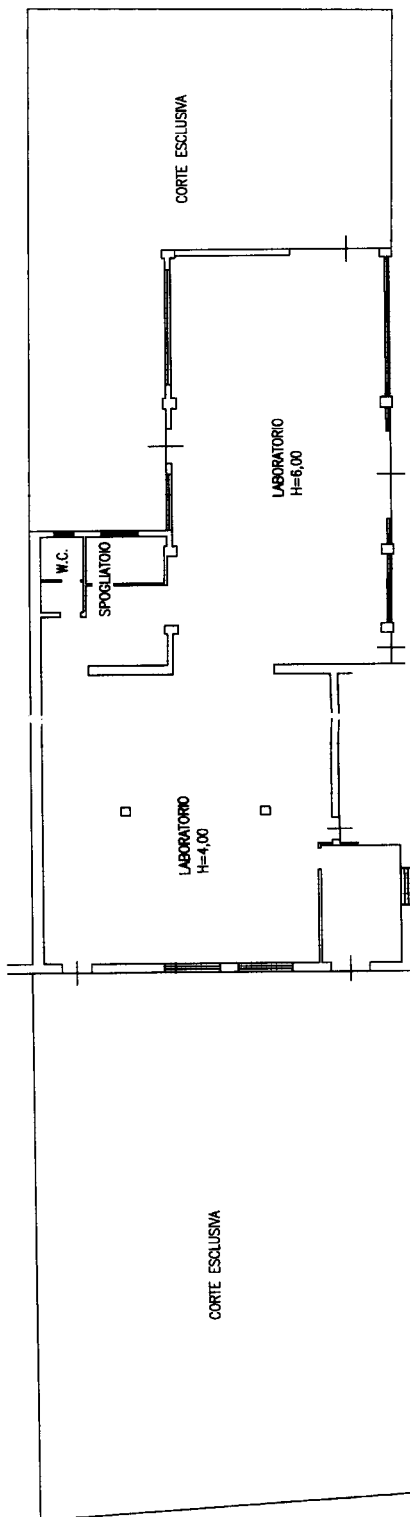 CORTE ESCLUSIVA
LABORATORIO
H=4,00
W.C.
SPOGLIATOIO
LABORATORIO
H=6,00
CORTE ESCLUSIVA